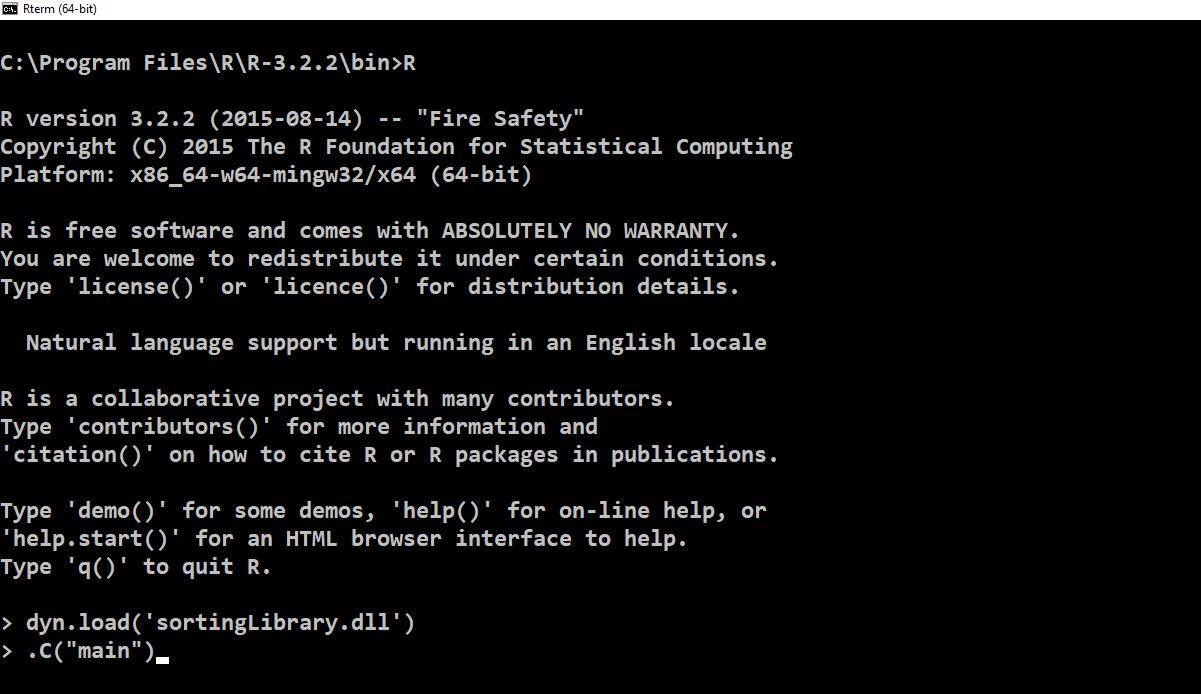 Rterm (64-bit)
C:\Program Files\R\R-3.2.2\bin>R
R version 3.2.2 (2015-08-14) -- "Fire Safety"
Copyright (C) 2015 The R Foundation for Statistical Computing
Platform: x86_64-w64-mingw32/x64 (64-bit)
R is free software and comes with ABSOLUTELY NO WARRANTY.
You are welcome to redistribute it under certain conditions.
Type 'license()' or 'licence()' for distribution details.
Natural language support but running in an English locale
R is a collaborative project with many contributors.
Type 'contributors()' for more information and
'citation()' on how to cite R or R packages in publications.
Type 'demo()' for some demos, 'help()' for on-line help, or
'help.start()' for an HTML browser interface to help.
Type 'q()' to quit R.
> dyn.load('sortingLibrary.dll')
> .C("main")